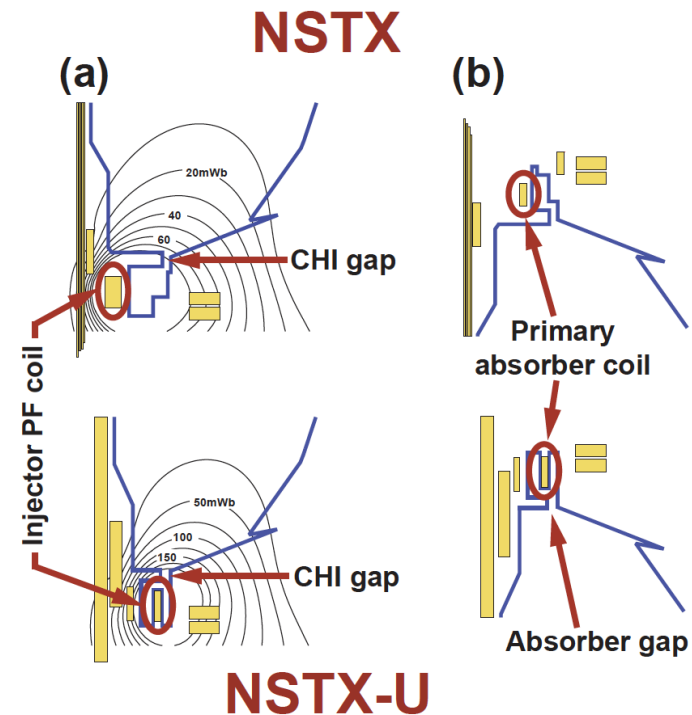 NSTX
(a)
(b)
20mWb
40
60
CHI gap
Injector PF coil
Primary
absorber coil
50mWb
100
150
CHI gap
Absorber gap
NSTX-U